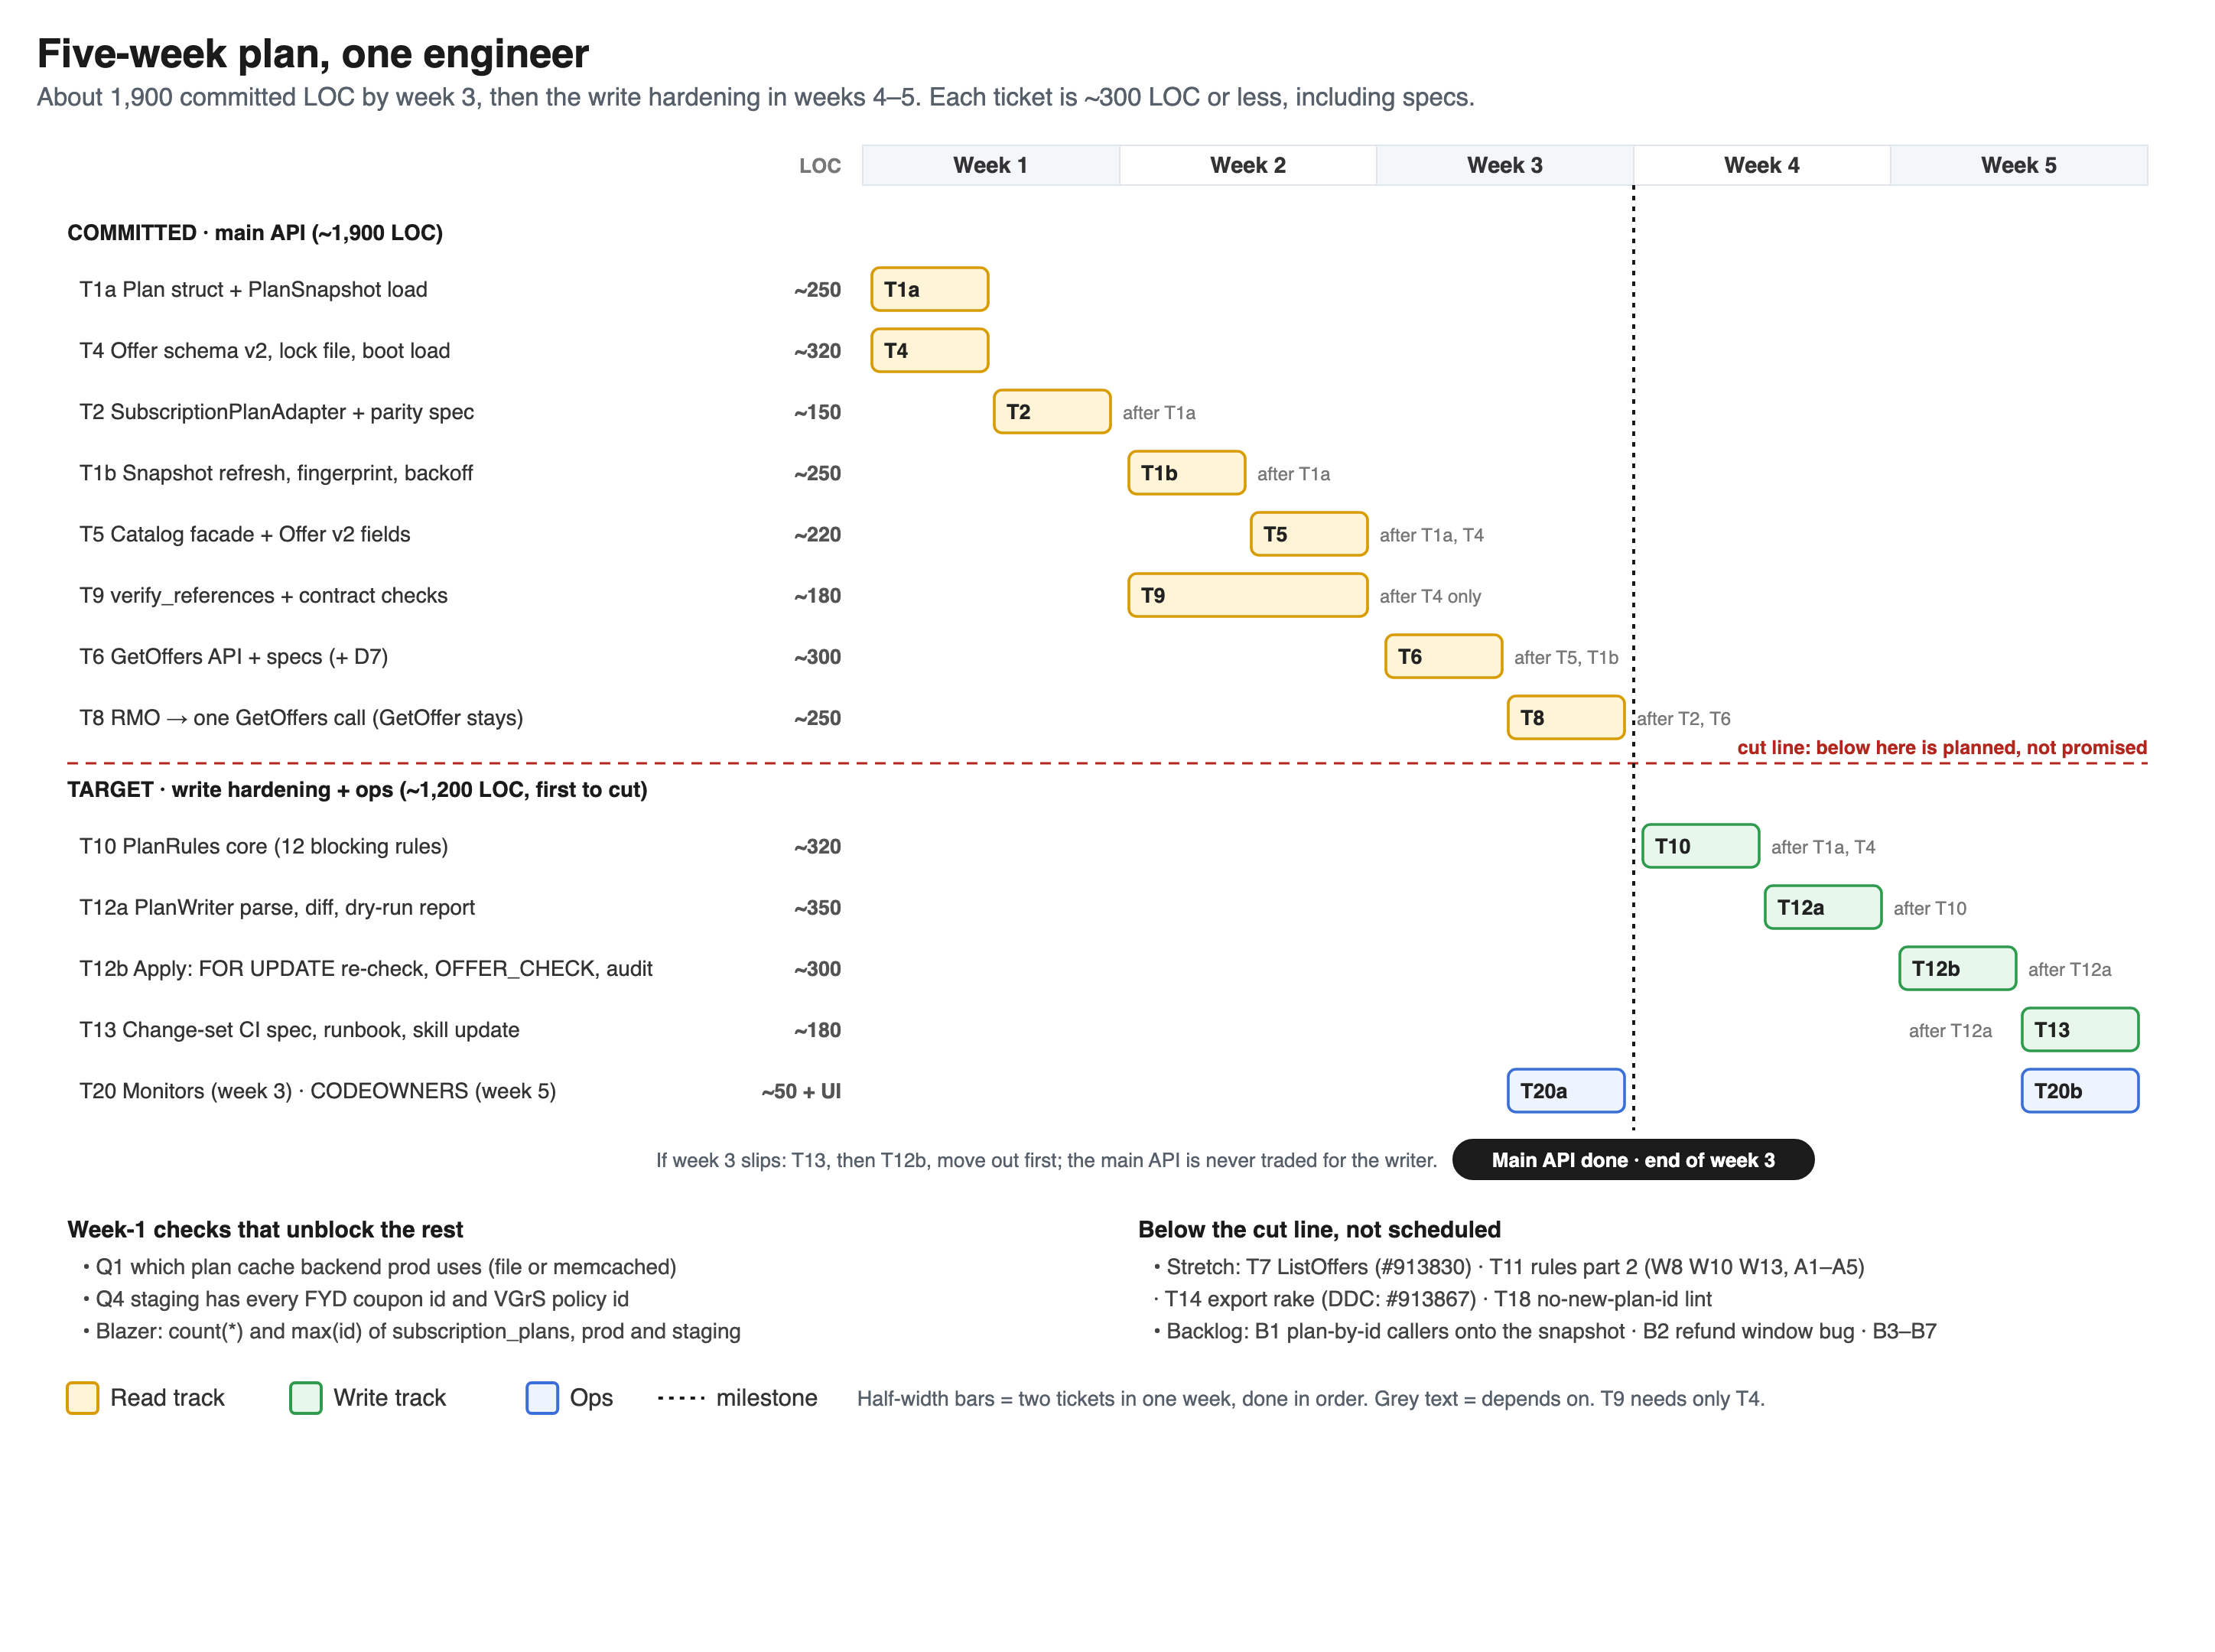 Five-week plan, one engineer
About 1,900 committed LOC by week 3, then the write hardening in weeks 4–5. Each ticket is ~300 LOC or less, including specs.
LOC Week 1 Week 2 Week 3 Week 4 Week 5
COMMITTED · main API (~1,900 LOC)
T1a Plan struct + PlanSnapshot load ~250 T1a
T4 Offer schema v2, lock file, boot load ~320 T4
T2 SubscriptionPlanAdapter + parity spec ~150 T2 after T1a
T1b Snapshot refresh, fingerprint, backoff ~250 T1b after T1a
T5 Catalog facade + Offer v2 fields ~220 T5 after T1a, T4
T9 verify_references + contract checks ~180 T9 after T4 only
T6 GetOffers API + specs (+ D7) ~300 T6 after T5, T1b
T8 RMO → one GetOffers call (GetOffer stays) ~250 T8 after T2, T6
cut line: below here is planned, not promised
TARGET · write hardening + ops (~1,200 LOC, first to cut)
T10 PlanRules core (12 blocking rules) ~320 T10 after T1a, T4
T12a PlanWriter parse, diff, dry-run report ~350 T12a after T10
T12b Apply: FOR UPDATE re-check, OFFER_CHECK, audit ~300 T12b after T12a
T13 Change-set CI spec, runbook, skill update ~180 after T12a T13
T20 Monitors (week 3) · CODEOWNERS (week 5) ~50 + UI T20a T20b
If week 3 slips: T13, then T12b, move out first; the main API is never traded for the writer. Main API done · end of week 3
Week-1 checks that unblock the rest
• Q1 which plan cache backend prod uses (file or memcached)
• Q4 staging has every FYD coupon id and VGrS policy id
• Blazer: count(*) and max(id) of subscription_plans, prod and staging
Below the cut line, not scheduled
• Stretch: T7 ListOffers (#913830) · T11 rules part 2 (W8 W10 W13, A1–A5)
· T14 export rake (DDC: #913867) · T18 no-new-plan-id lint
• Backlog: B1 plan-by-id callers onto the snapshot · B2 refund window bug · B3–B7
Read track Write track Ops milestone Half-width bars = two tickets in one week, done in order. Grey text = depends on. T9 needs only T4.